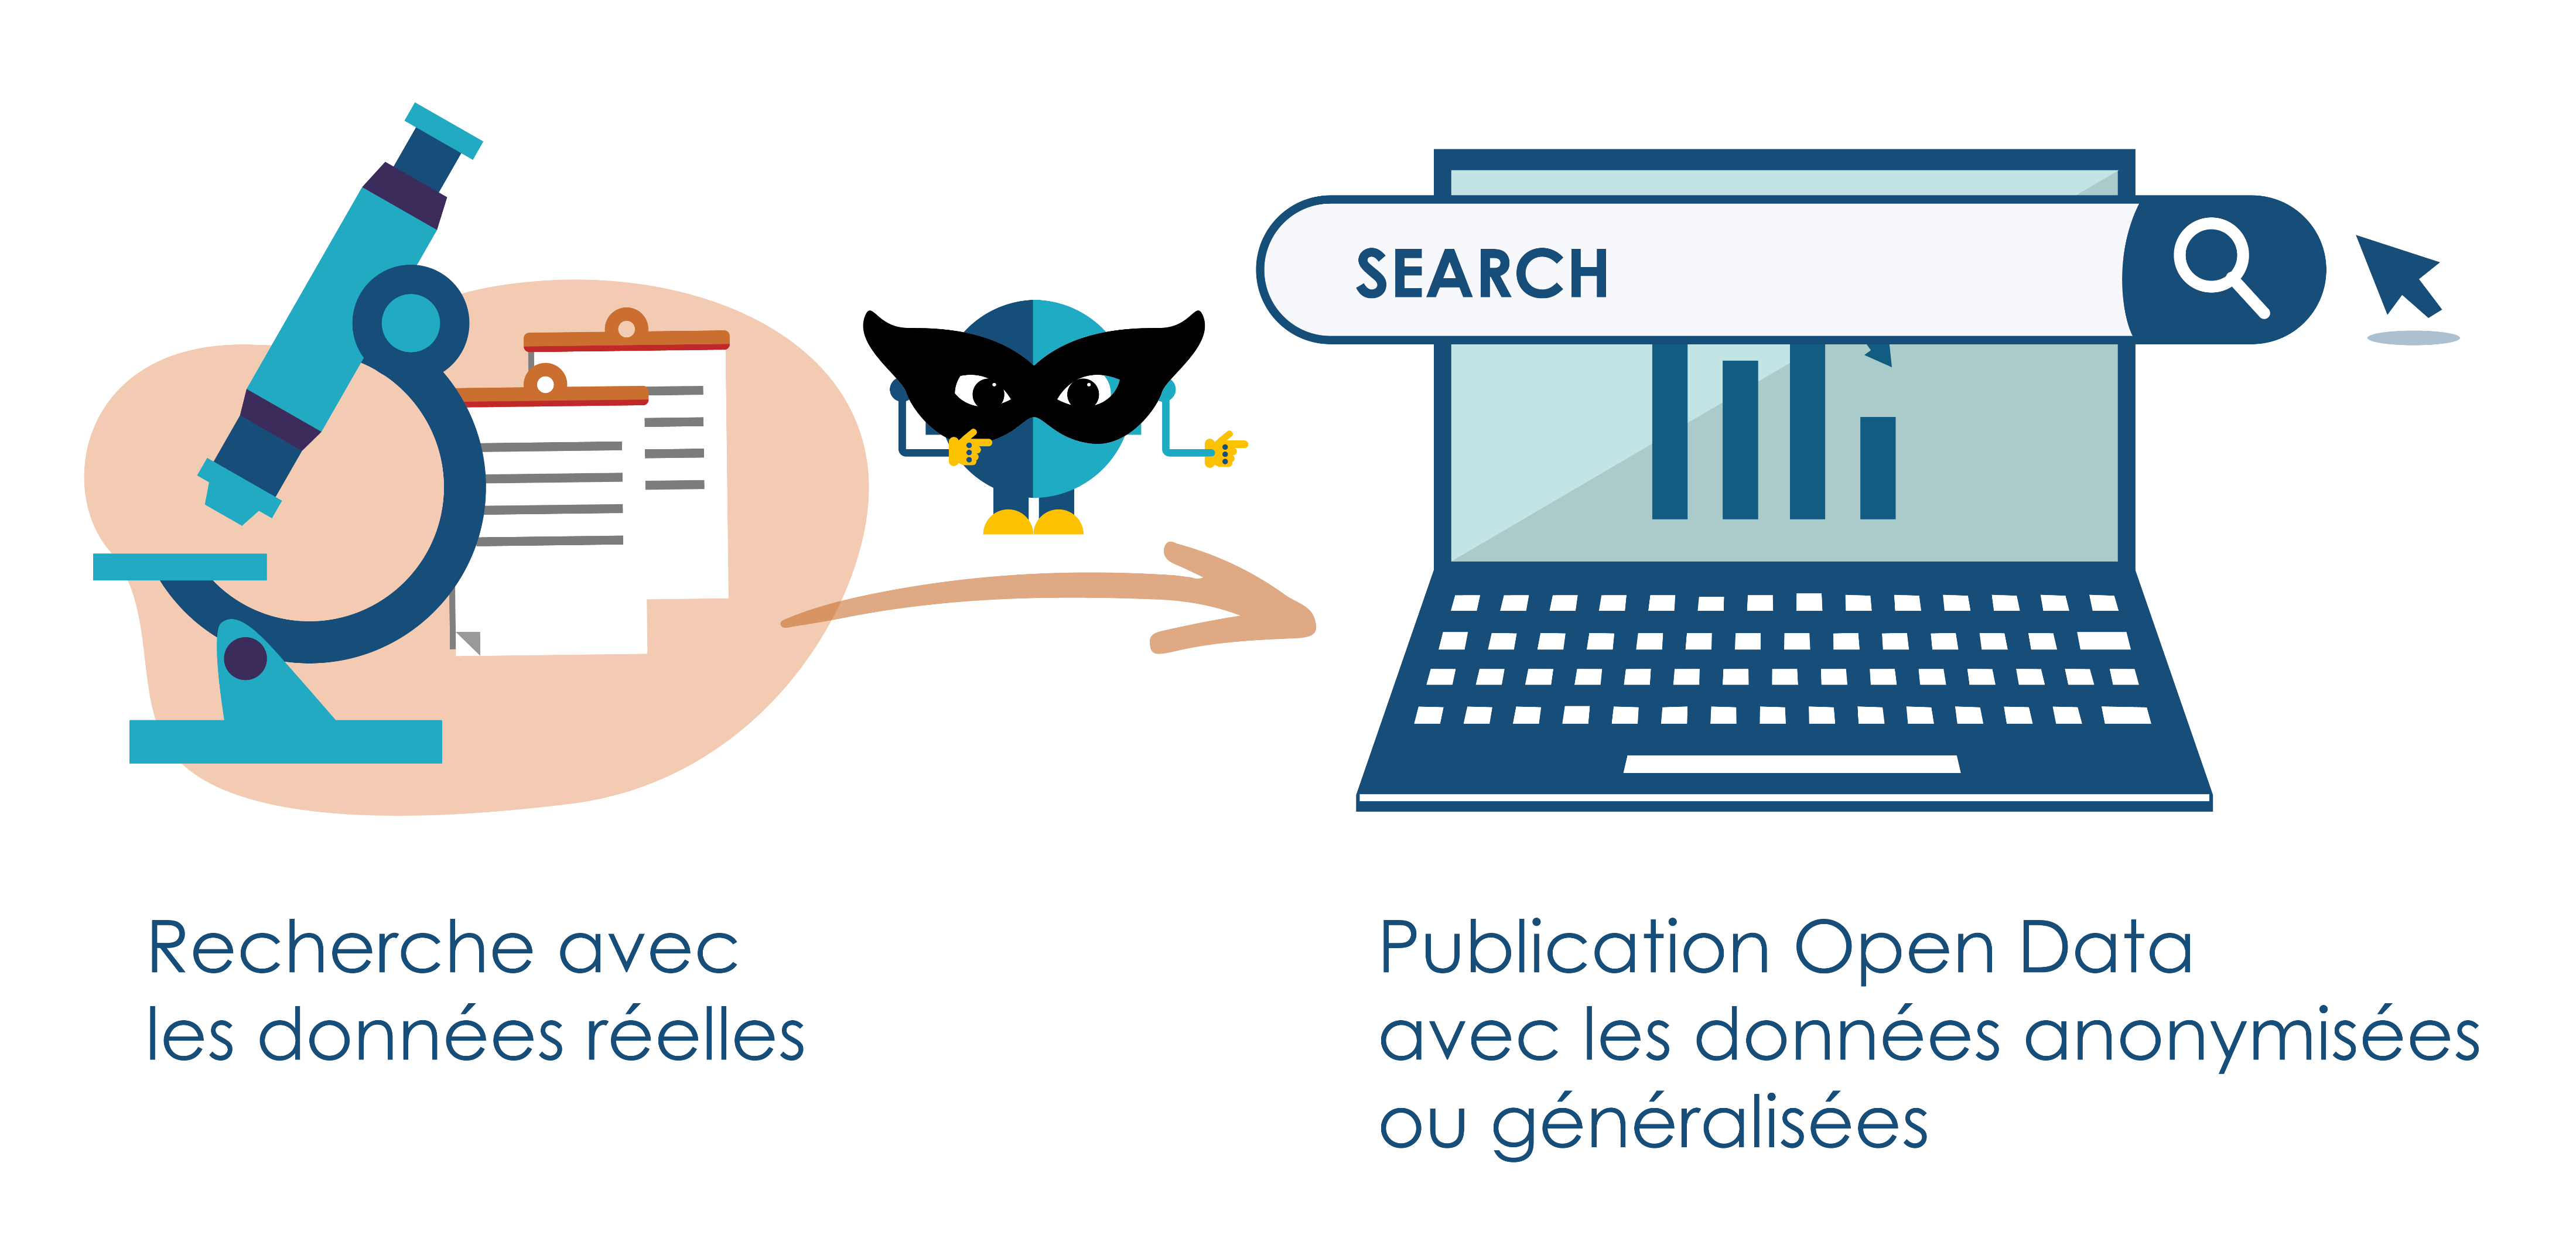 SEARCH
Recherche avec
les données réelles
Publication Open Data
avec les données anonymisées
ou généralisées